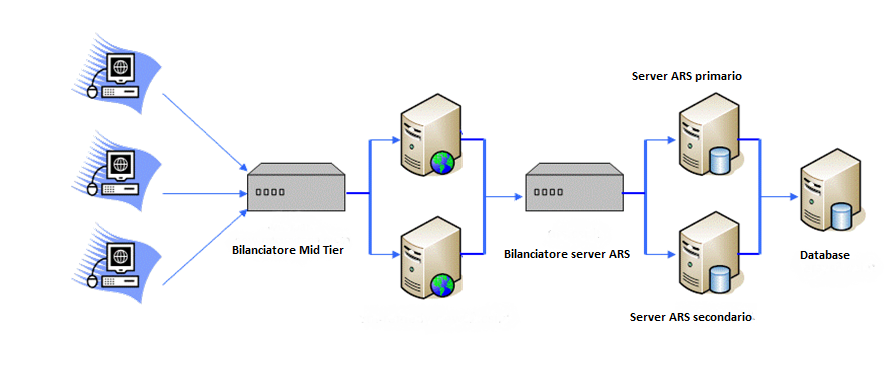 Server ARS primario
Bilanciatore Mid Tier
Bilanciatore server ARS
Database
Server ARS secondario